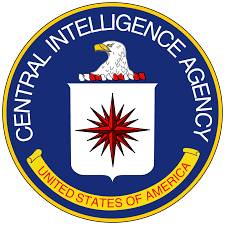 CENTRAL INTELLIGENCE AGENCY
UNITED STATES OF AMERICA